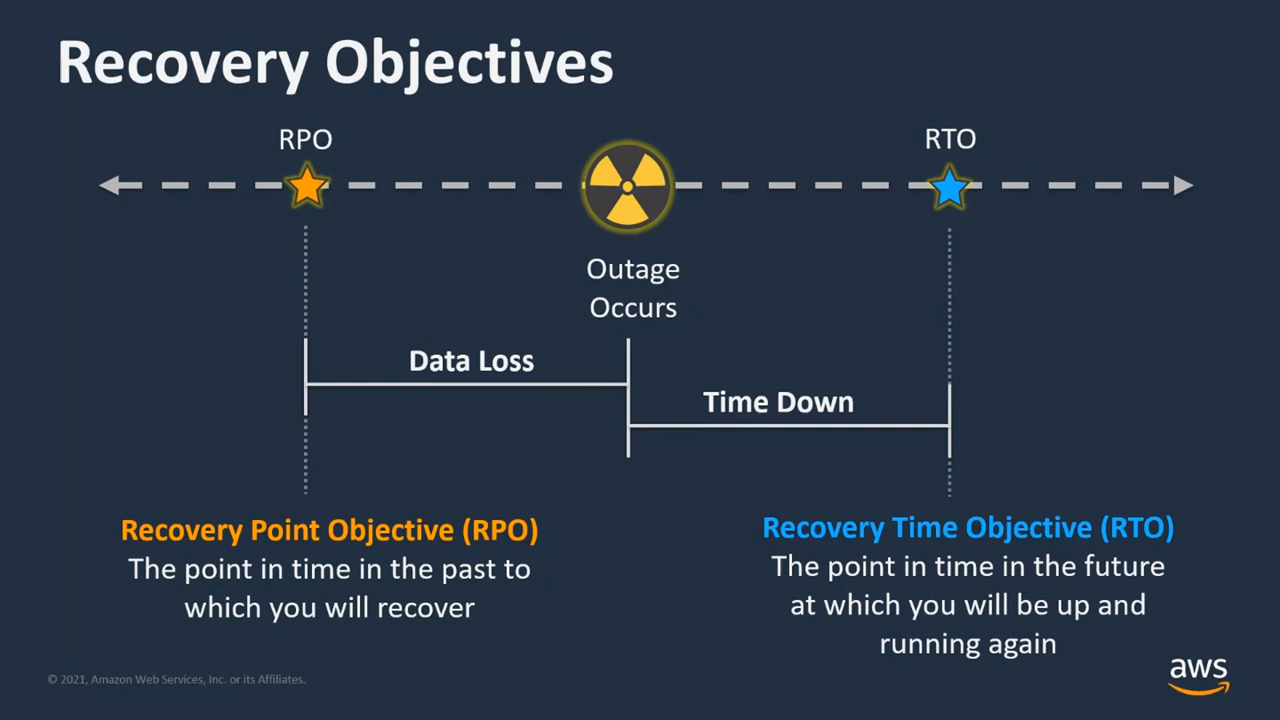 Recovery Objectives
RPO
RTO
Outage
Occurs
Data Loss
Time Down
Recovery Point Objective (RPO)
The point in time in the past to
which you will recover
Recovery Time Objective (RTO)
The point in time in the future
at which you will be up and
running again
© 2021, Amazon Web Services, Inc. or its Affiliates.
aws